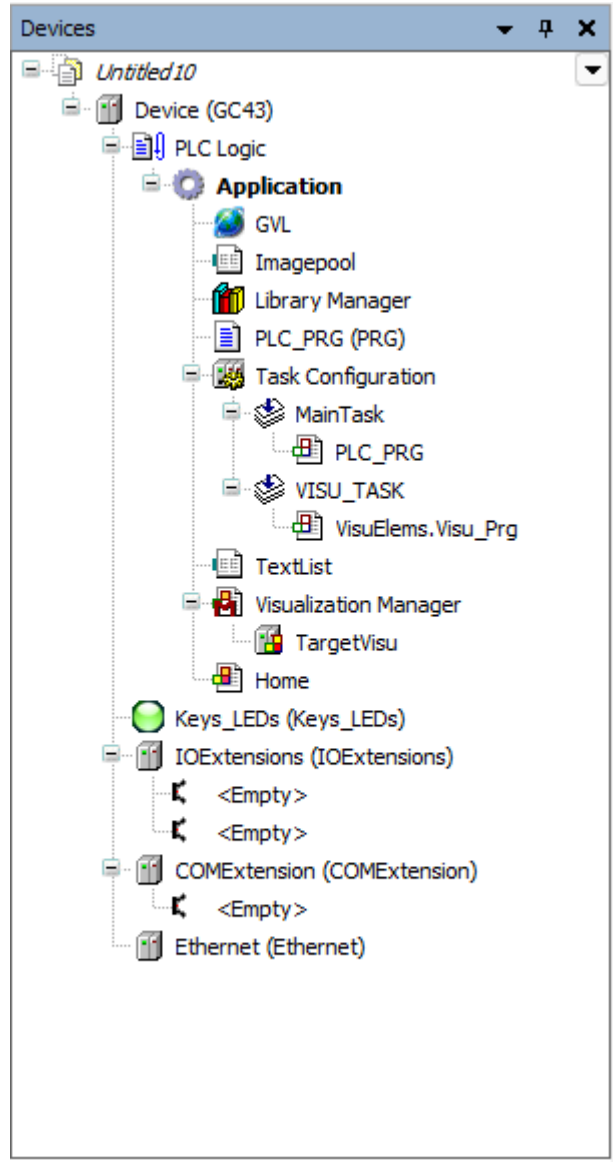 Devices
Untitled10
Device (GC43)
PLC Logic
Application
GVL
Imagepool
Library Manager
PLC_PRG (PRG)
Task Configuration
MainTask
PLC_PRG
VISU_TASK
VisuElems.Visu_Prg
TextList
Visualization Manager
TargetVisu
Home
Keys_LEDs (Keys_LEDs)
IOExtensions (IOExtensions)
<Empty>
<Empty>
COMExtension (COMExtension)
<Empty>
Ethernet (Ethernet)